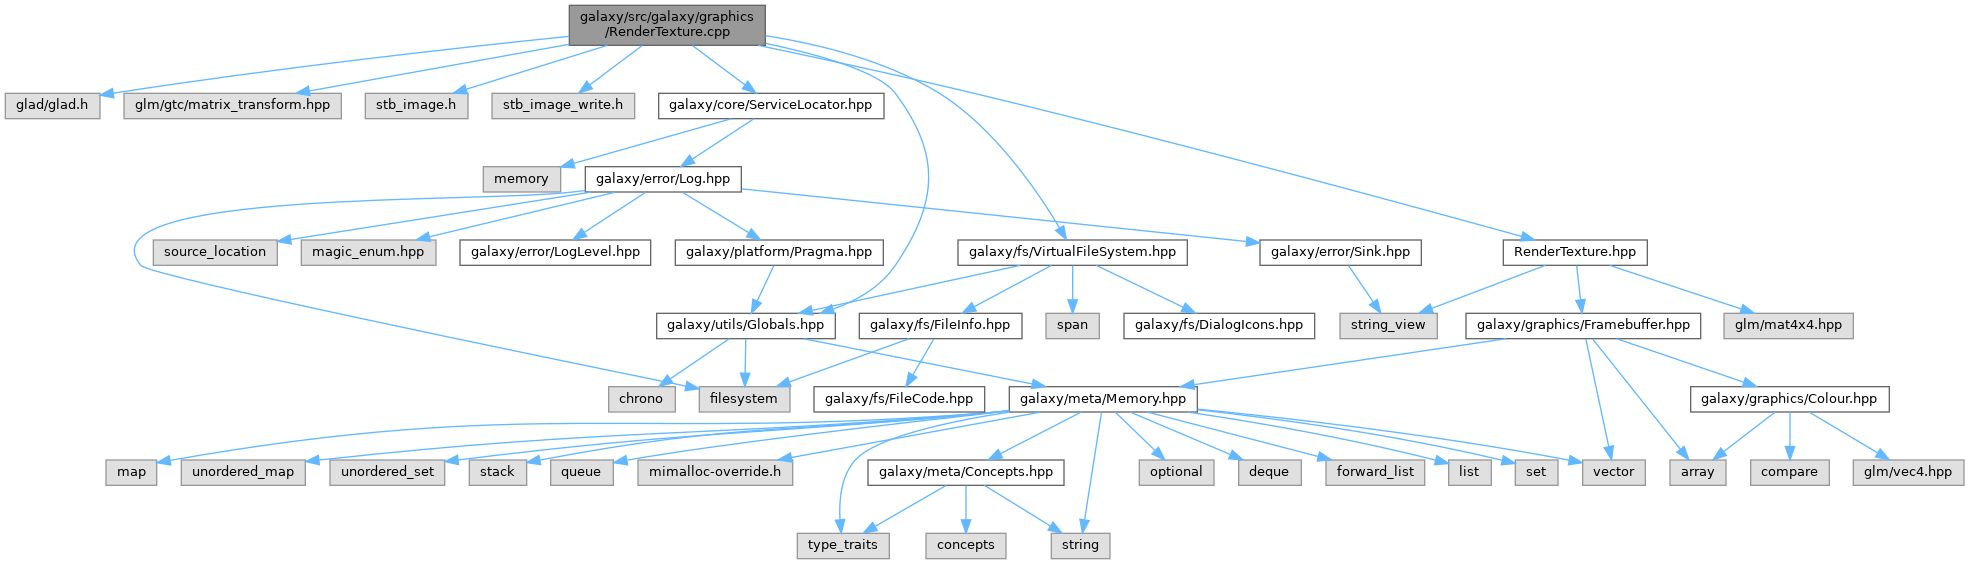 galaxy/src/galaxy/graphics
/RenderTexture.cpp
glad/glad.h
glm/gtc/matrix_transform.hpp
stb_image.h
stb_image_write.h
galaxy/core/ServiceLocator.hpp
memory
galaxy/error/Log.hpp
source_location
magic_enum.hpp
galaxy/error/LogLevel.hpp
galaxy/platform/Pragma.hpp
galaxy/fs/VirtualFileSystem.hpp
galaxy/error/Sink.hpp
RenderTexture.hpp
galaxy/utils/Globals.hpp
galaxy/fs/FileInfo.hpp
span
galaxy/fs/DialogIcons.hpp
string_view
galaxy/graphics/Framebuffer.hpp
glm/mat4x4.hpp
chrono
filesystem
galaxy/fs/FileCode.hpp
galaxy/meta/Memory.hpp
galaxy/graphics/Colour.hpp
map
unordered_map
unordered_set
stack
queue
mimalloc-override.h
galaxy/meta/Concepts.hpp
optional
deque
forward_list
list
set
vector
array
compare
glm/vec4.hpp
type_traits
concepts
string